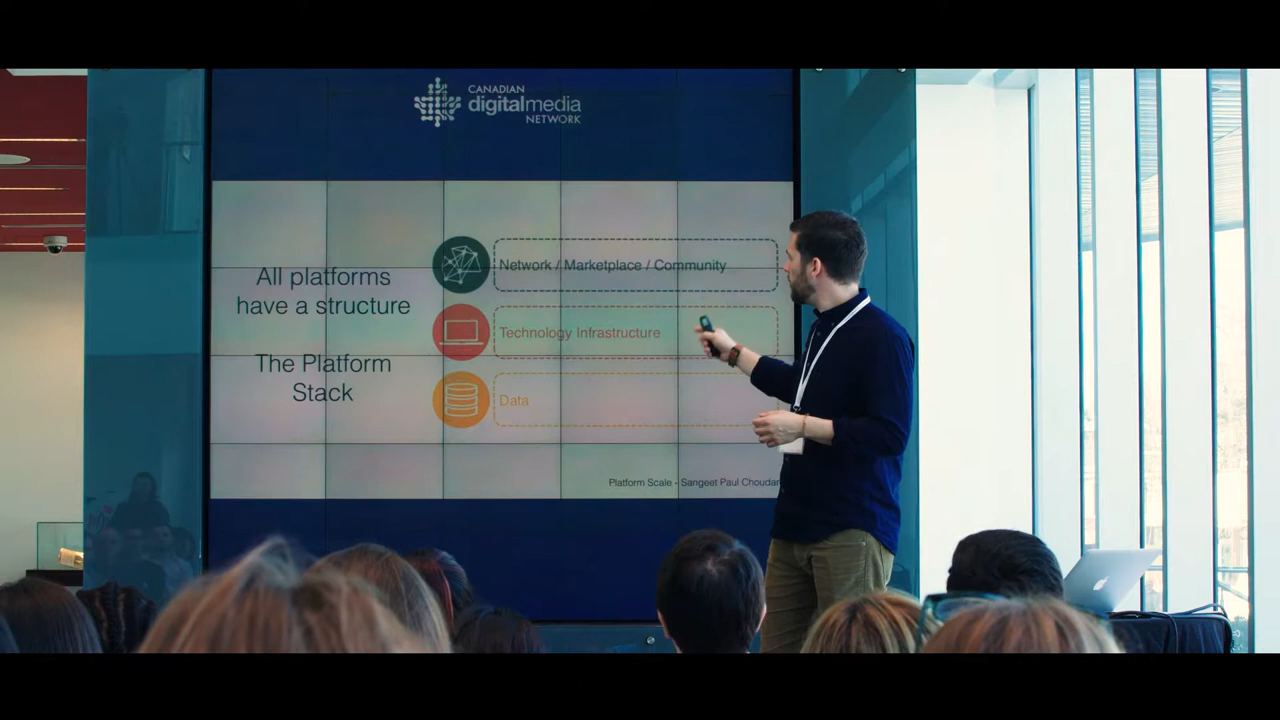 CANADIAN
digitalmedia
NETWORK
All platforms
have a structure
The Platform
Stack
Network / Marketplace / Community
Technology Infrastructure
Data
Platform Scale - Sangeet Paul Choudar